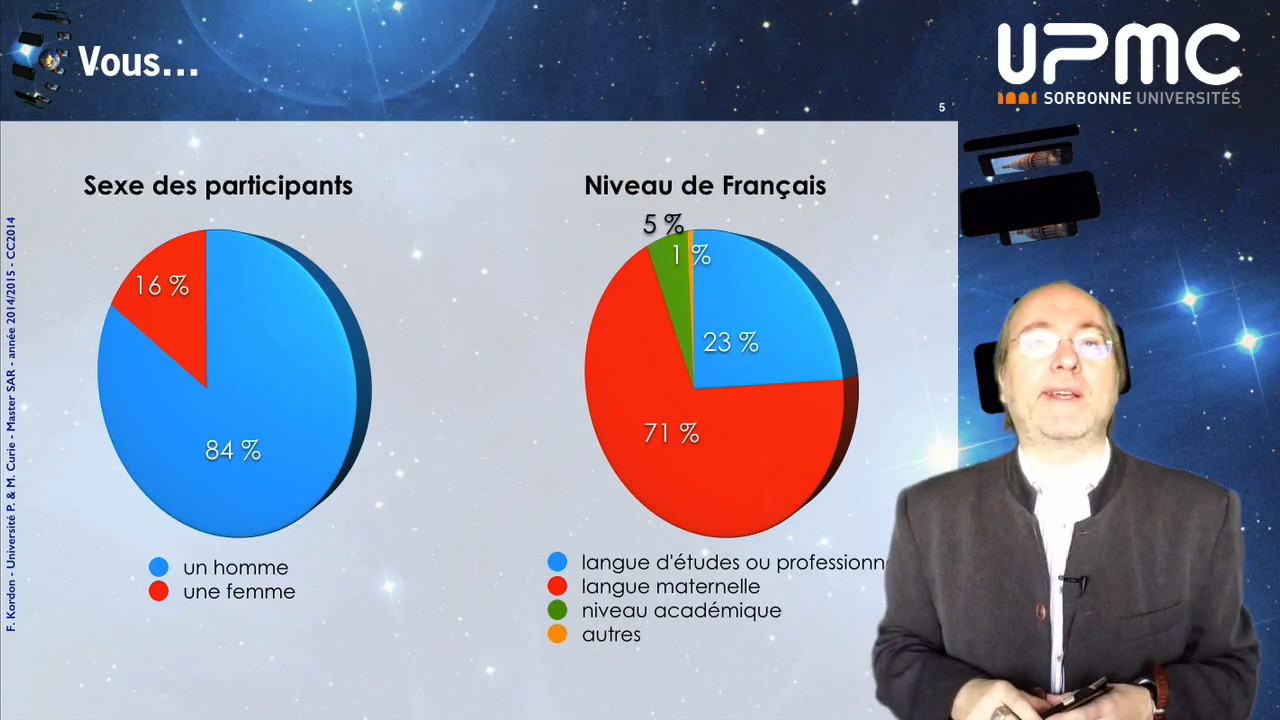 Vous...
UPMC
SORBONNE UNIVERSITÉS
5
F. Kordon - Université P. & M. Curie - Master SAR - année 2014/2015 - CC2014
Sexe des participants
16 %
84 %
un homme
une femme
Niveau de Français
5 %
1 %
23 %
71 %
langue d'études ou professionn
langue maternelle
niveau académique
autres